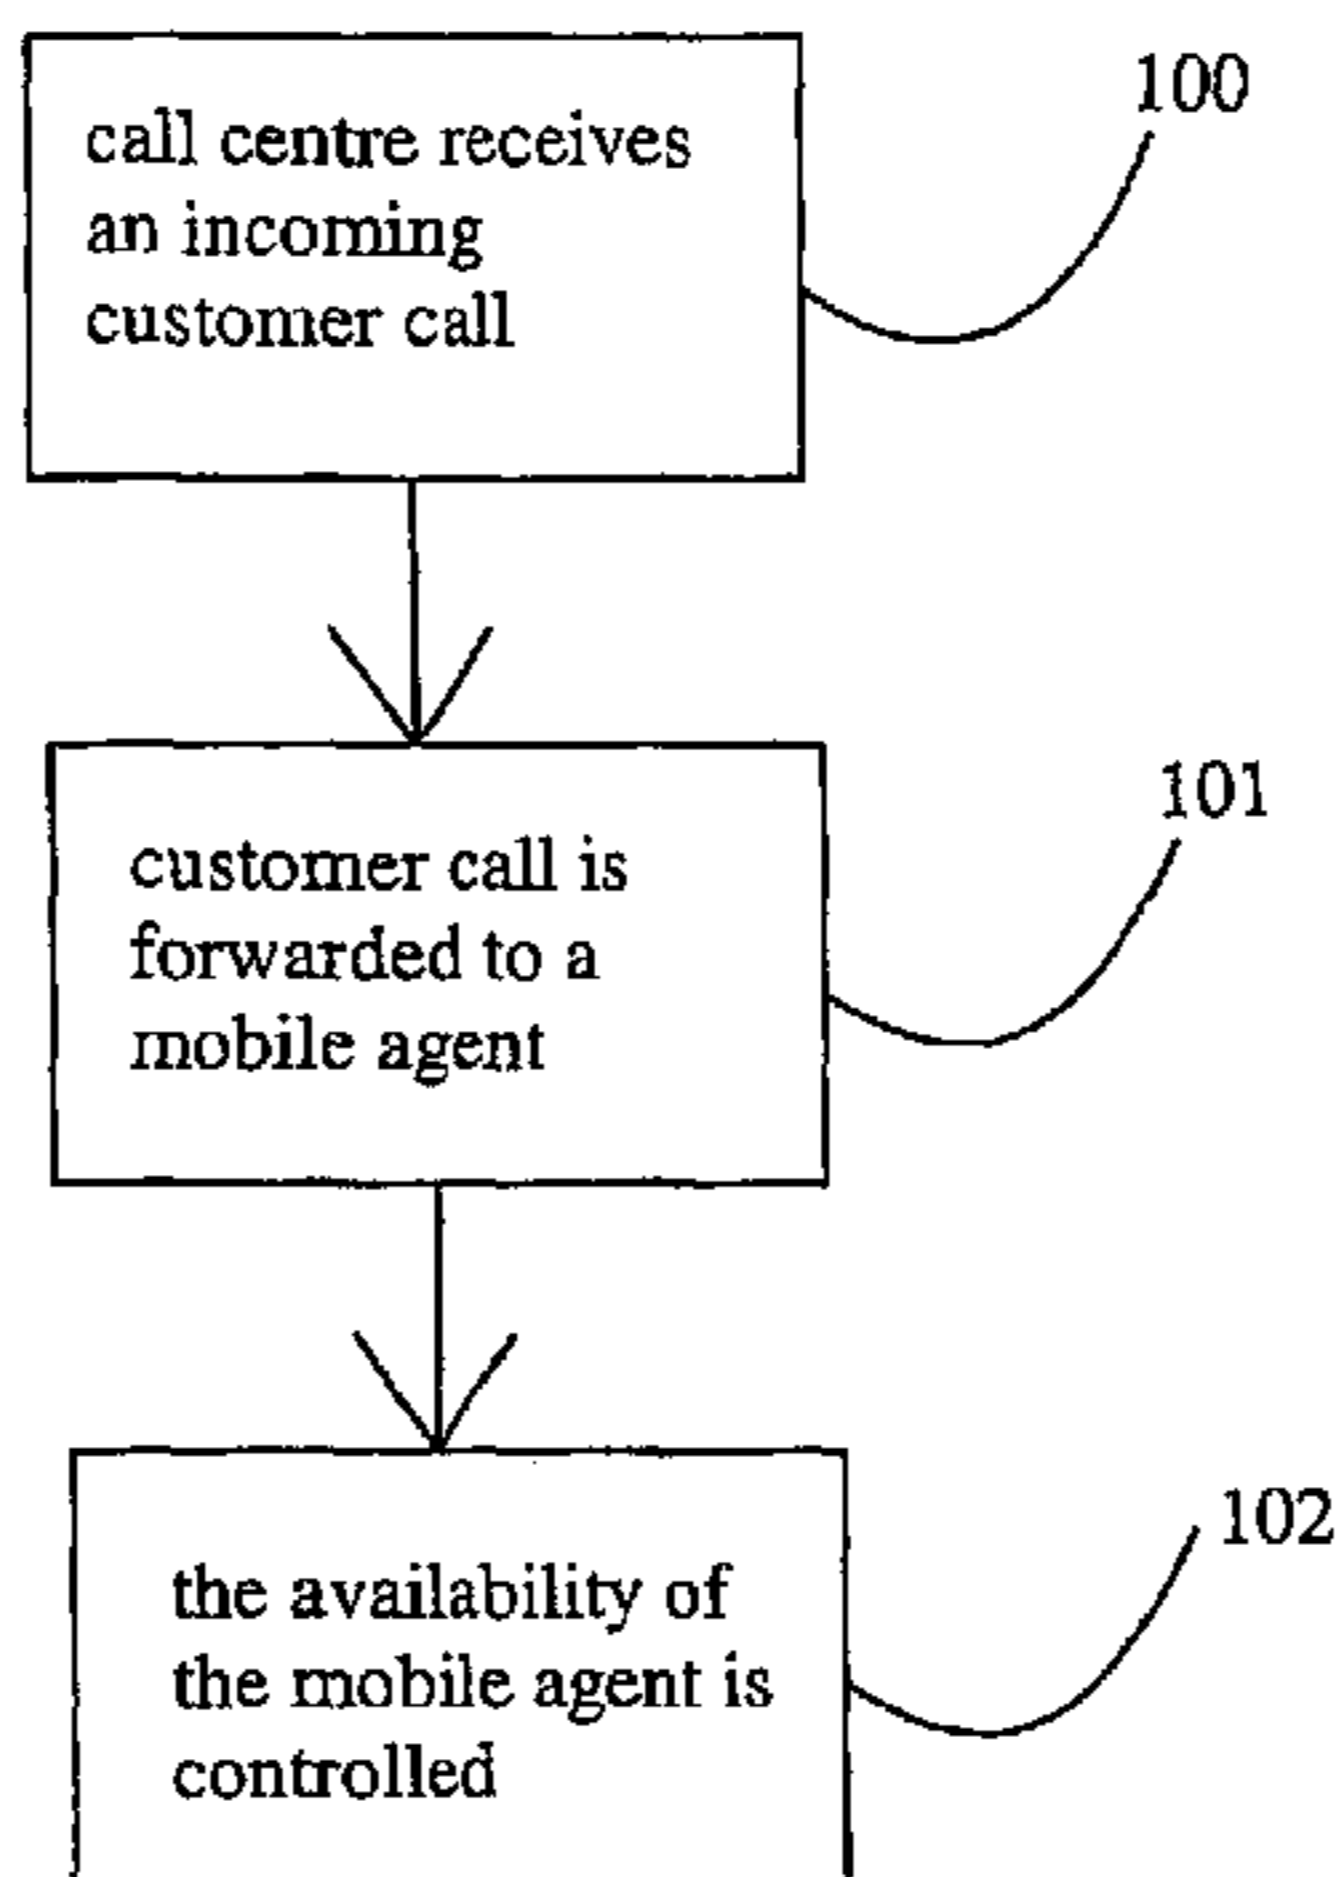 call centre receives
an incoming
customer call
100
customer call is
forwarded to a
mobile agent
101
the availability of
the mobile agent is
controlled
102